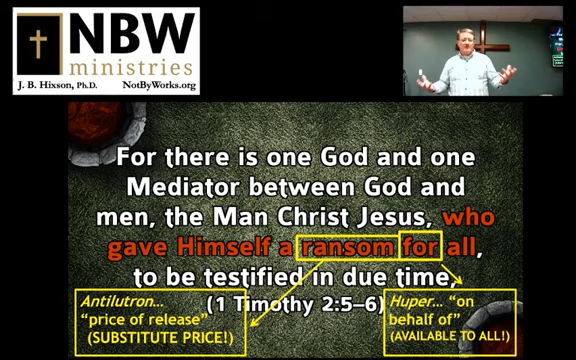 NBW
ministries
J. B. Hixson, Ph.D. NotByWorks.org
For there is one God and one
Mediator between God and
men, the Man Christ Jesus, who
gave Himself a ransom for all,
to be testified in due time,
(1 Timothy 2:5–6)
Antilutron...
"price of release"
(SUBSTITUTE PRICE!)
Huper... "on
behalf of"
(AVAILABLE TO ALL!)